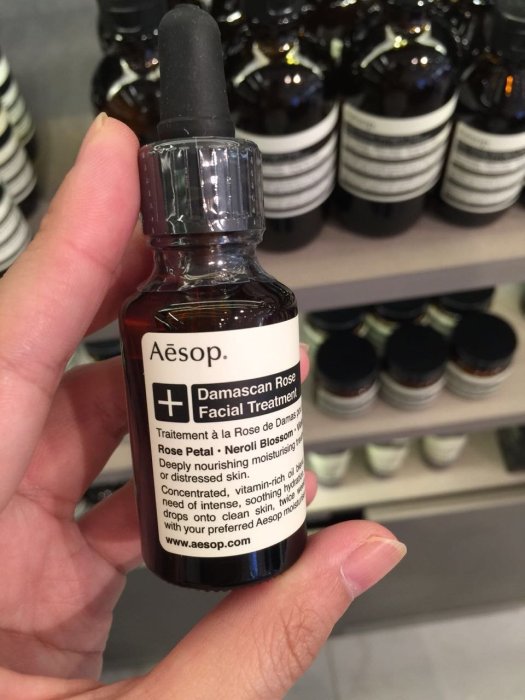 Aēsop.
+ Damascan Rose
Facial Treatment
Traitement à la Rose de Damas
Rose Petal • Neroli Blossom •
Deeply nourishing moisturising
or distressed skin.
Concentrated, vitamin-rich oil
need of intense, soothing
drops onto clean skin, twice
with your preferred Aesop
www.aesop.com